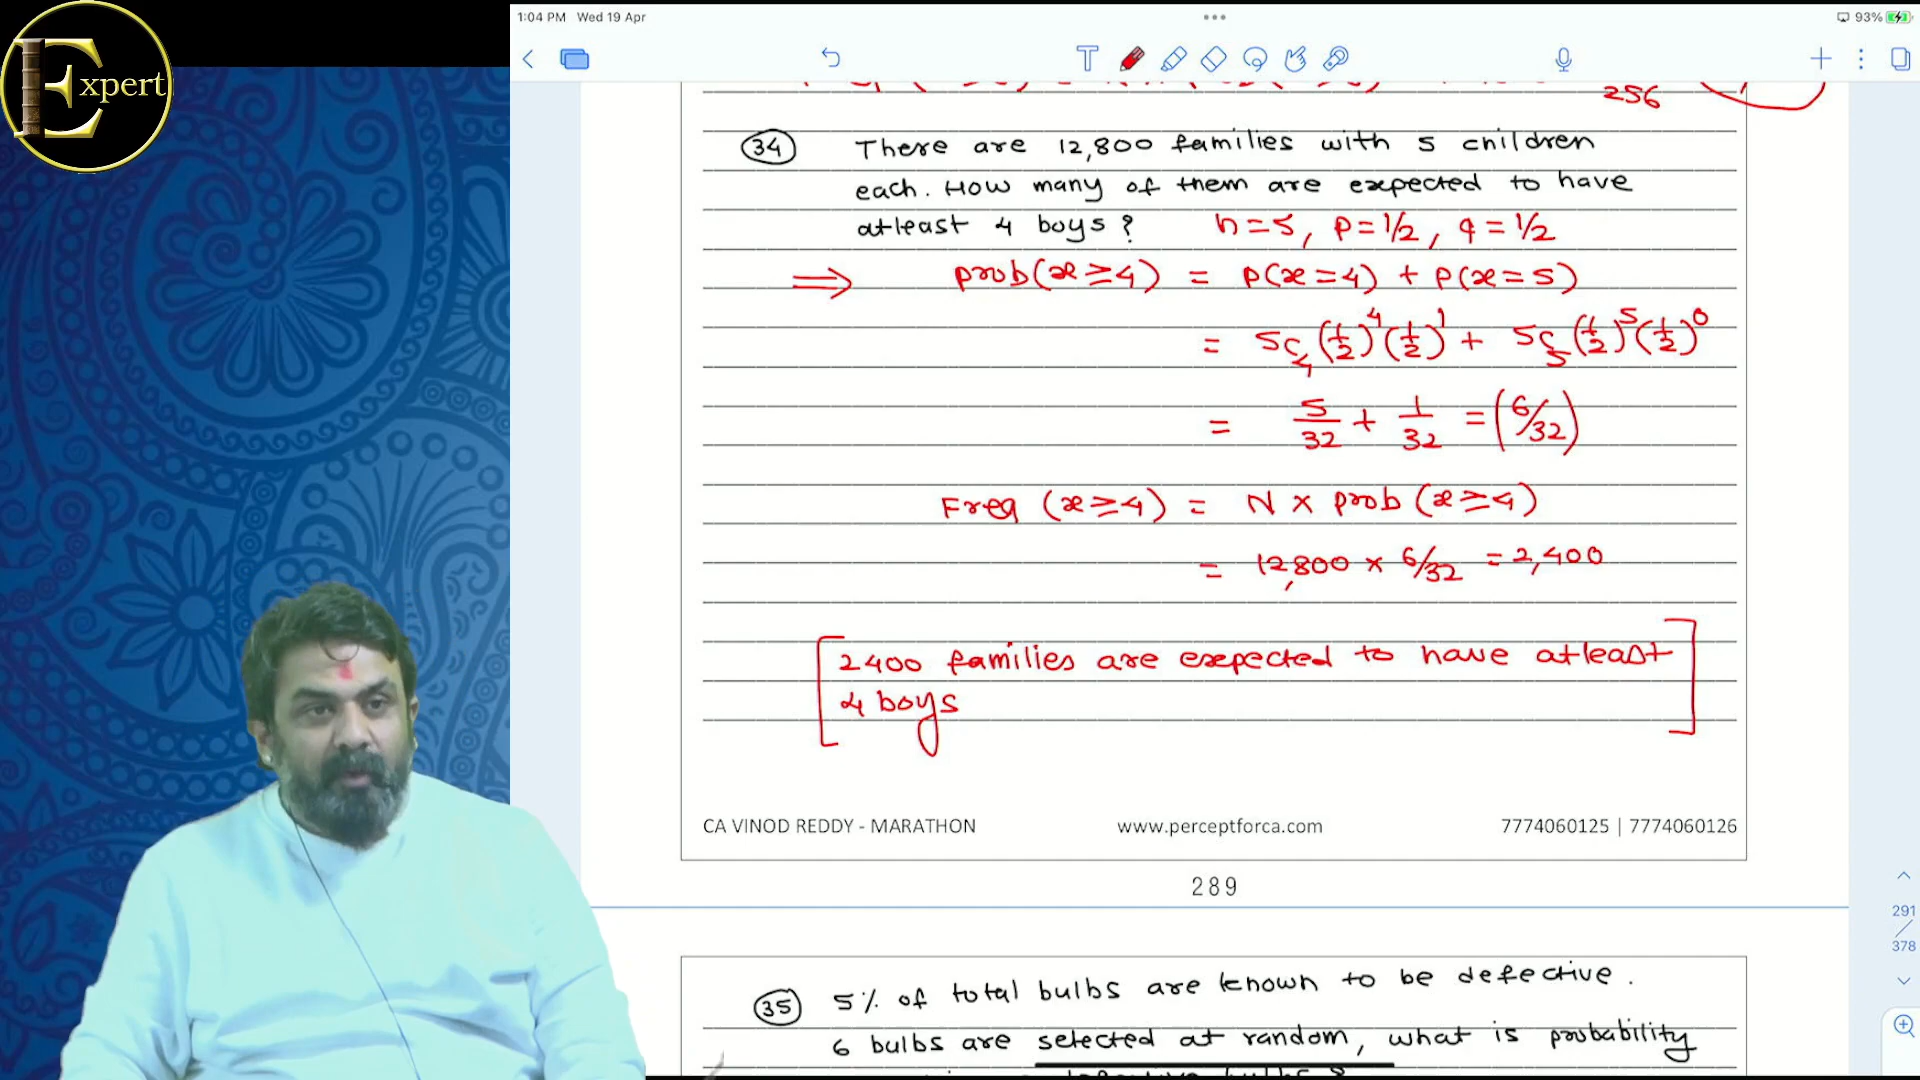 Expert
1:04 PM Wed 19 Apr
93%
256
34 There are 12,800 families with 5 children
each. How many of them are expected to have
atleast 4 boys? n=5, p=1/2, q=1/2
⇒ prob(x≥4) = p(x=4) + p(x=5)
= 5C₄(1/2)⁴(1/2)¹ + 5C₅(1/2)⁵(1/2)⁰
= 5/32 + 1/32 = (6/32)
Freq (x≥4) = N × prob (x≥4)
= 12,800 × 6/32 = 2,400
[2400 families are expected to have atleast
4 boys]
CA VINOD REDDY - MARATHON www.perceptforca.com 7774060125 | 7774060126
289
291
378
35 5% of total bulbs are known to be defective.
6 bulbs are selected at random, what is probability